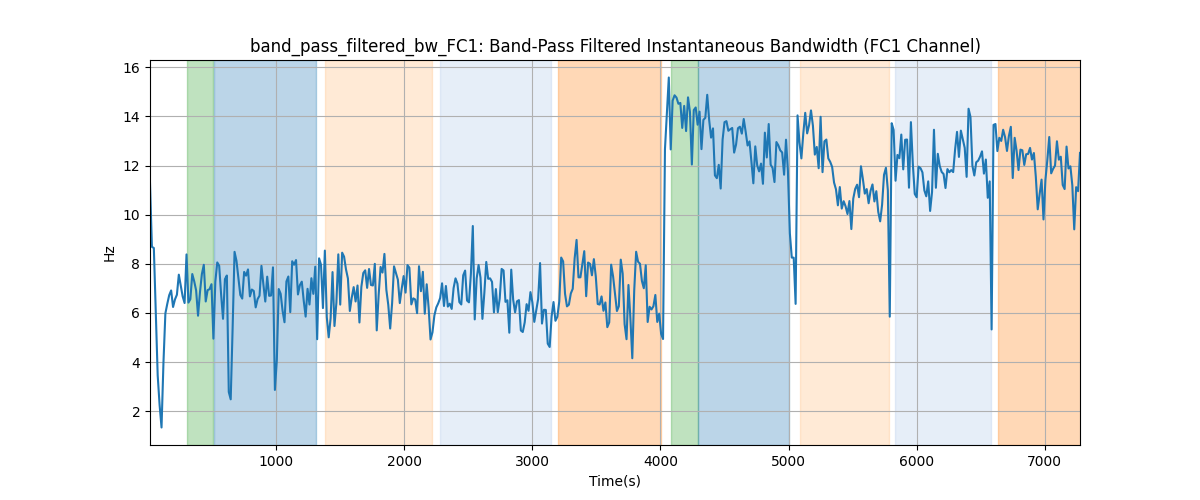 band_pass_filtered_bw_FC1: Band-Pass Filtered Instantaneous Bandwidth (FC1 Channel)
16
14
12
10
8
6
4
2
Hz
1000 2000 3000 4000 5000 6000 7000
Time(s)